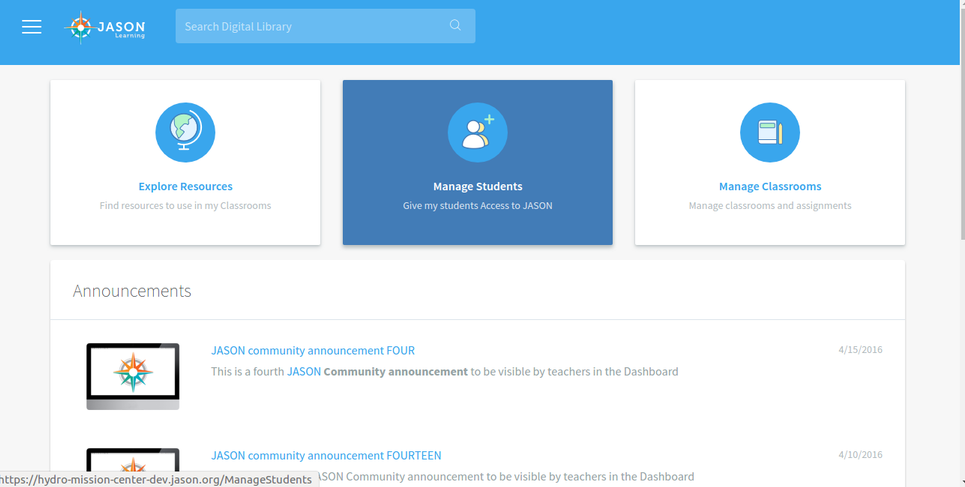 JASON
Learning
Search Digital Library
Explore Resources
Find resources to use in my Classrooms
Manage Students
Give my students Access to JASON
Manage Classrooms
Manage classrooms and assignments
Announcements
JASON community announcement FOUR
4/15/2016
This is a fourth JASON Community announcement to be visible by teachers in the Dashboard
JASON community announcement FOURTEEN
4/10/2016
JASON Community announcement to be visible by teachers in the Dashboard
https://hydro-mission-center-dev.jason.org/ManageStudents